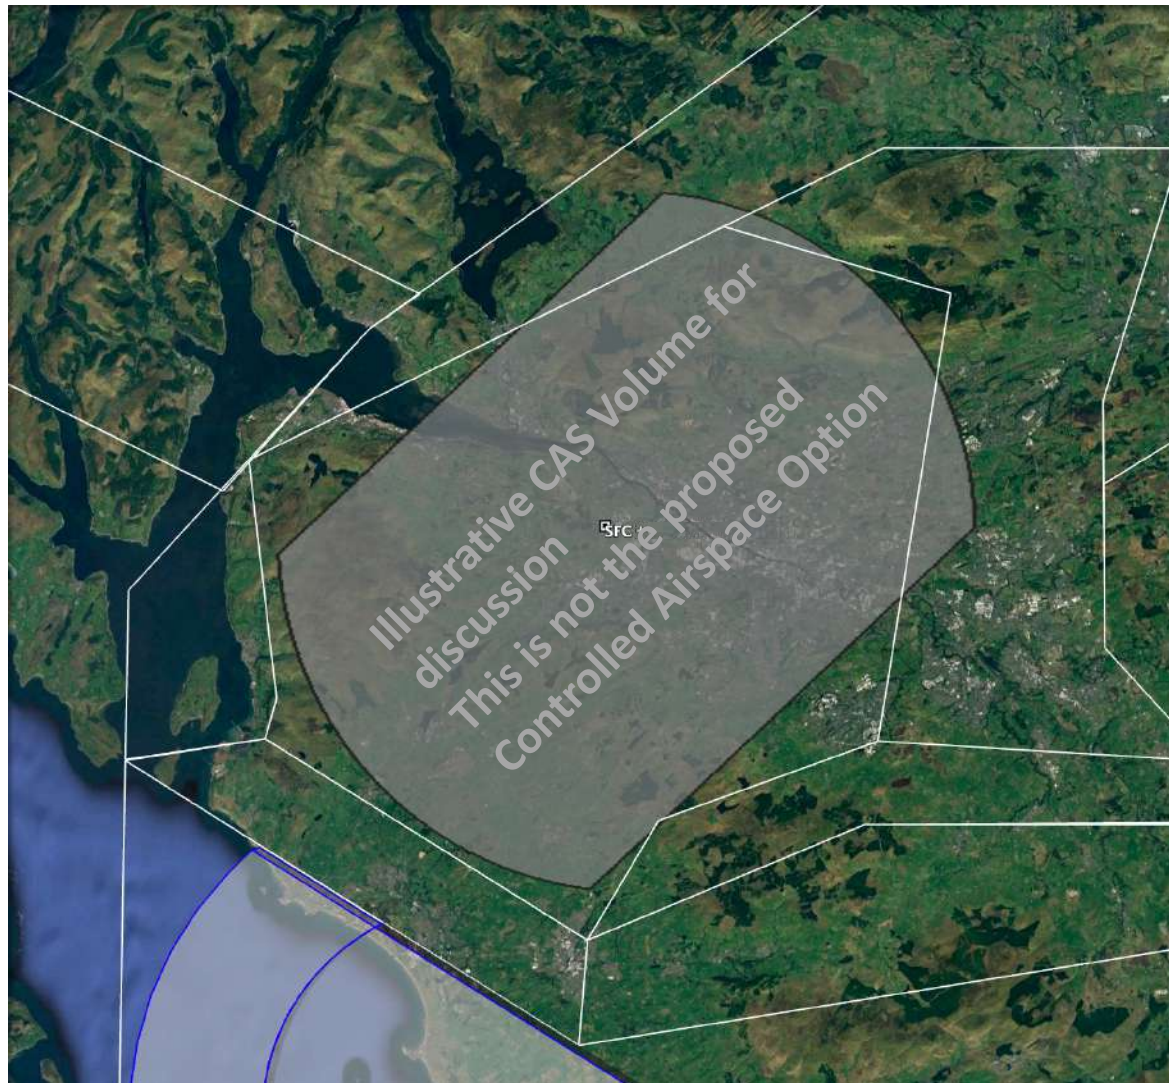 Illustrative CAS Volume for
discussion
This is not the proposed
Controlled Airspace Option
SFC